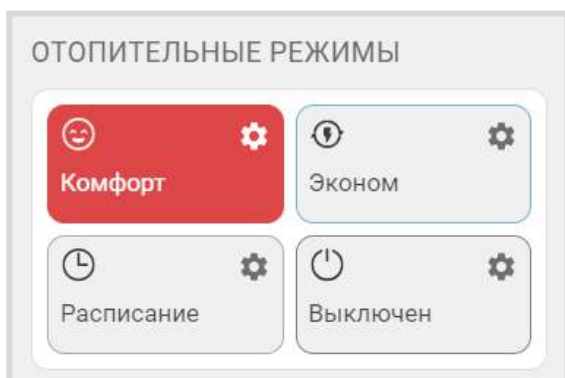 ОТОПИТЕЛЬНЫЕ РЕЖИМЫ
Комфорт
Эконом
Расписание
Выключен